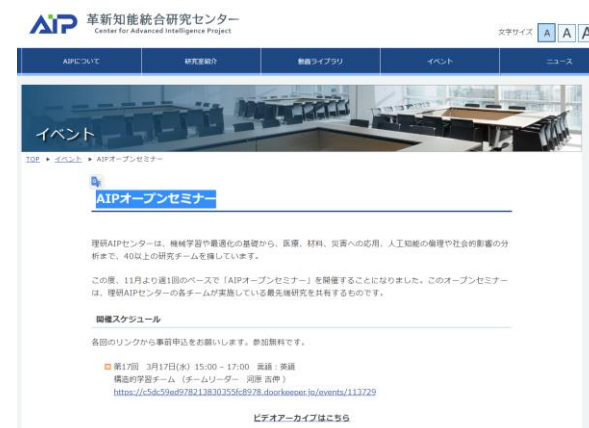 AIP 革新知能統合研究センター
Center for Advanced Intelligence Project
文字サイズ A A A
AIPについて 研究室紹介 動画ライブラリ イベント ニュース
イベント
TOP ▶ イベント ▶ AIPオープンセミナー
AIPオープンセミナー
理研AIPセンターは、機械学習や最適化の基礎から、医療、材料、災害への応用、人工知能の倫理や社会的影響の分
析まで、40以上の研究チームを擁しています。
この度、11月より週1回のペースで「AIPオープンセミナー」を開催することになりました。このオープンセミナー
は、理研AIPセンターの各チームが実施している最先端研究を共有するものです。
開催スケジュール
各回のリンクから事前申込をお願いします。参加無料です。
第17回 3月17日(水) 15:00 – 17:00 言語：英語
構造的学習チーム （チームリーダー 河原 吉伸 ）
https://c5dc59ed978213830355fc8978.doorkeeper.jp/events/113729
ビデオアーカイブはこちら